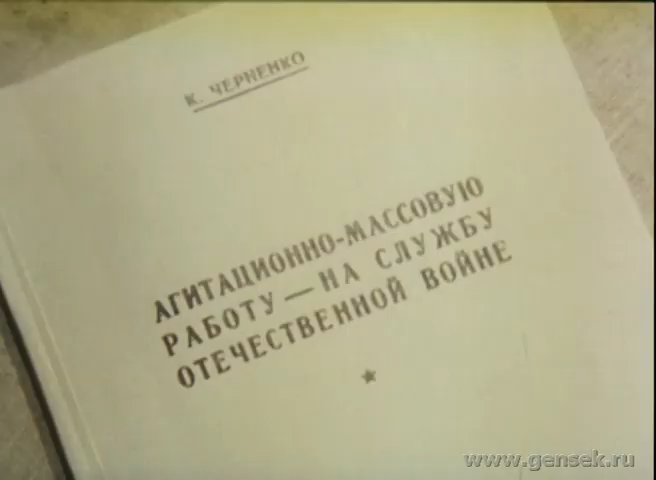 К. ЧЕРНЕНКО
АГИТАЦИОННО-МАССОВУЮ
РАБОТУ — НА СЛУЖБУ
ОТЕЧЕСТВЕННОЙ ВОЙНЕ
www.gensek.ru